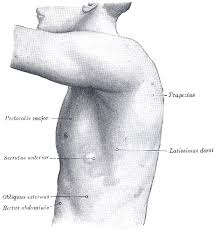 Trapezius
Pectoralis major
Latissimus dorsi
Serratus anterior
Obliquus externus
Rectus abdominis